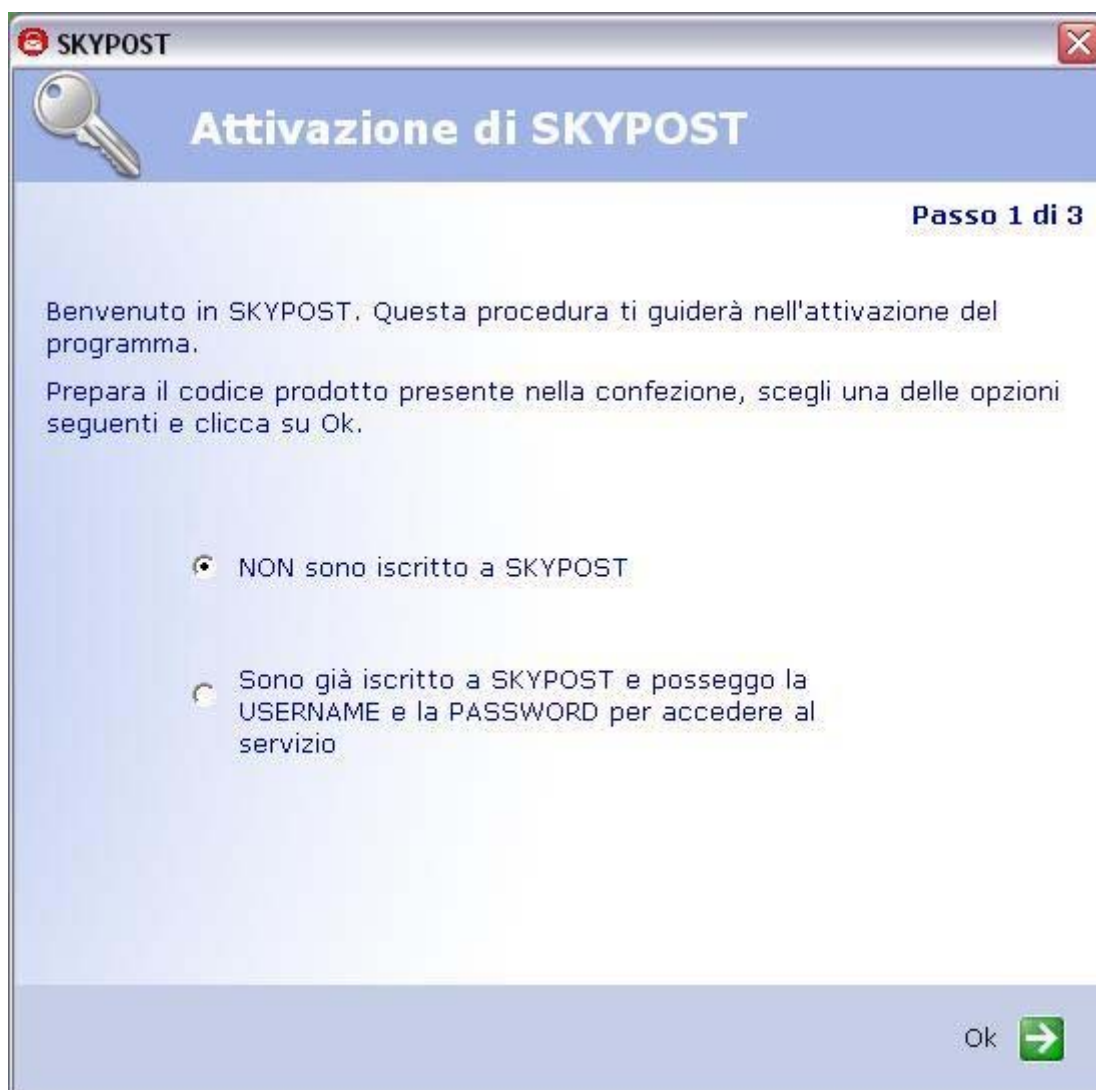 SKYPOST
Attivazione di SKYPOST
Passo 1 di 3
Benvenuto in SKYPOST. Questa procedura ti guiderà nell'attivazione del
programma.
Prepara il codice prodotto presente nella confezione, scegli una delle opzioni
seguenti e clicca su Ok.
NON sono iscritto a SKYPOST
Sono già iscritto a SKYPOST e posseggo la
USERNAME e la PASSWORD per accedere al
servizio
Ok